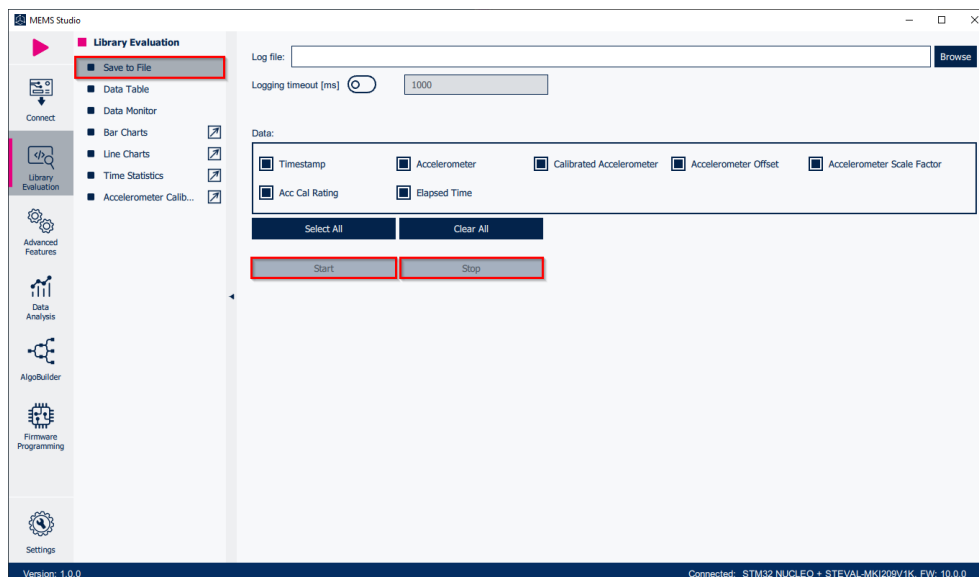 MEMS Studio
Connect
Library
Evaluation
Advanced
Features
Data
Analysis
AlgoBuilder
Firmware
Programming
Settings
Library Evaluation
Save to File
Data Table
Data Monitor
Bar Charts
Line Charts
Time Statistics
Accelerometer Calib...
Log file:
Browse
Logging timeout [ms]
1000
Data:
Timestamp
Accelerometer
Calibrated Accelerometer
Accelerometer Offset
Accelerometer Scale Factor
Acc Cal Rating
Elapsed Time
Select All
Clear All
Start
Stop
Version: 1.0.0
Connected: STM32 NUCLEO + STEVAL-MKI209V1K, FW: 10.0.0